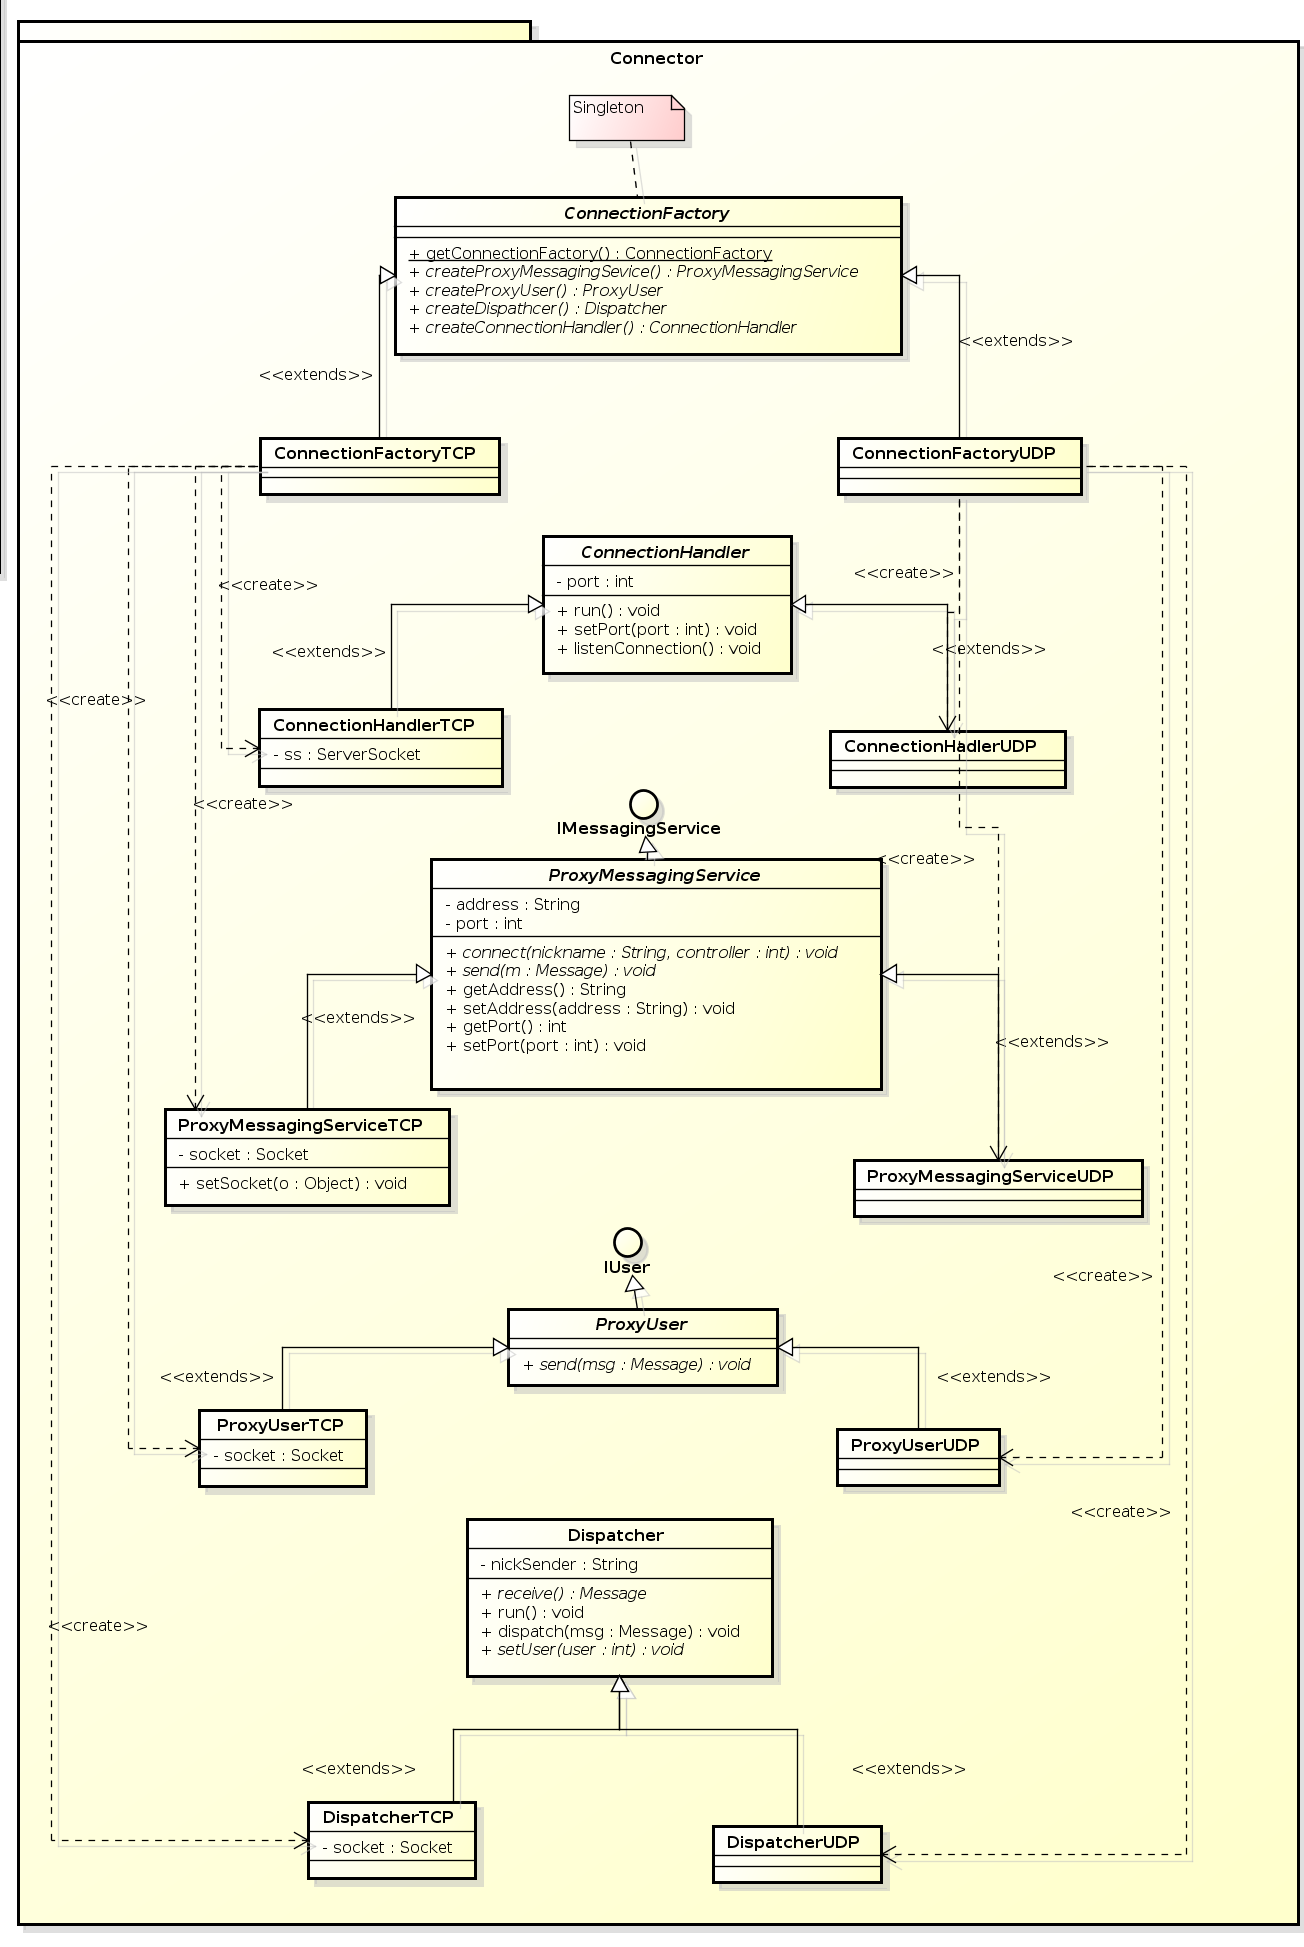 Connector
Singleton
ConnectionFactory
+ getConnectionFactory() : ConnectionFactory
+ createProxyMessagingSevice() : ProxyMessagingService
+ createProxyUser() : ProxyUser
+ createDispathcer() : Dispatcher
+ createConnectionHandler() : ConnectionHandler
<<extends>>
<<extends>>
ConnectionFactoryTCP
ConnectionFactoryUDP
ConnectionHandler
- port : int
+ run() : void
+ setPort(port : int) : void
+ listenConnection() : void
<<create>>
<<create>>
<<extends>>
<<extends>>
<<create>>
ConnectionHandlerTCP
- ss : ServerSocket
ConnectionHadlerUDP
<<create>>
IMessagingService
<<create>>
ProxyMessagingService
- address : String
- port : int
+ connect(nickname : String, controller : int) : void
+ send(m : Message) : void
+ getAddress() : String
+ setAddress(address : String) : void
+ getPort() : int
+ setPort(port : int) : void
<<extends>>
<<extends>>
ProxyMessagingServiceTCP
- socket : Socket
+ setSocket(o : Object) : void
ProxyMessagingServiceUDP
IUser
<<create>>
ProxyUser
+ send(msg : Message) : void
<<extends>>
<<extends>>
ProxyUserTCP
- socket : Socket
ProxyUserUDP
<<create>>
Dispatcher
- nickSender : String
+ receive() : Message
+ run() : void
+ dispatch(msg : Message) : void
+ setUser(user : int) : void
<<create>>
<<extends>>
<<extends>>
DispatcherTCP
- socket : Socket
DispatcherUDP